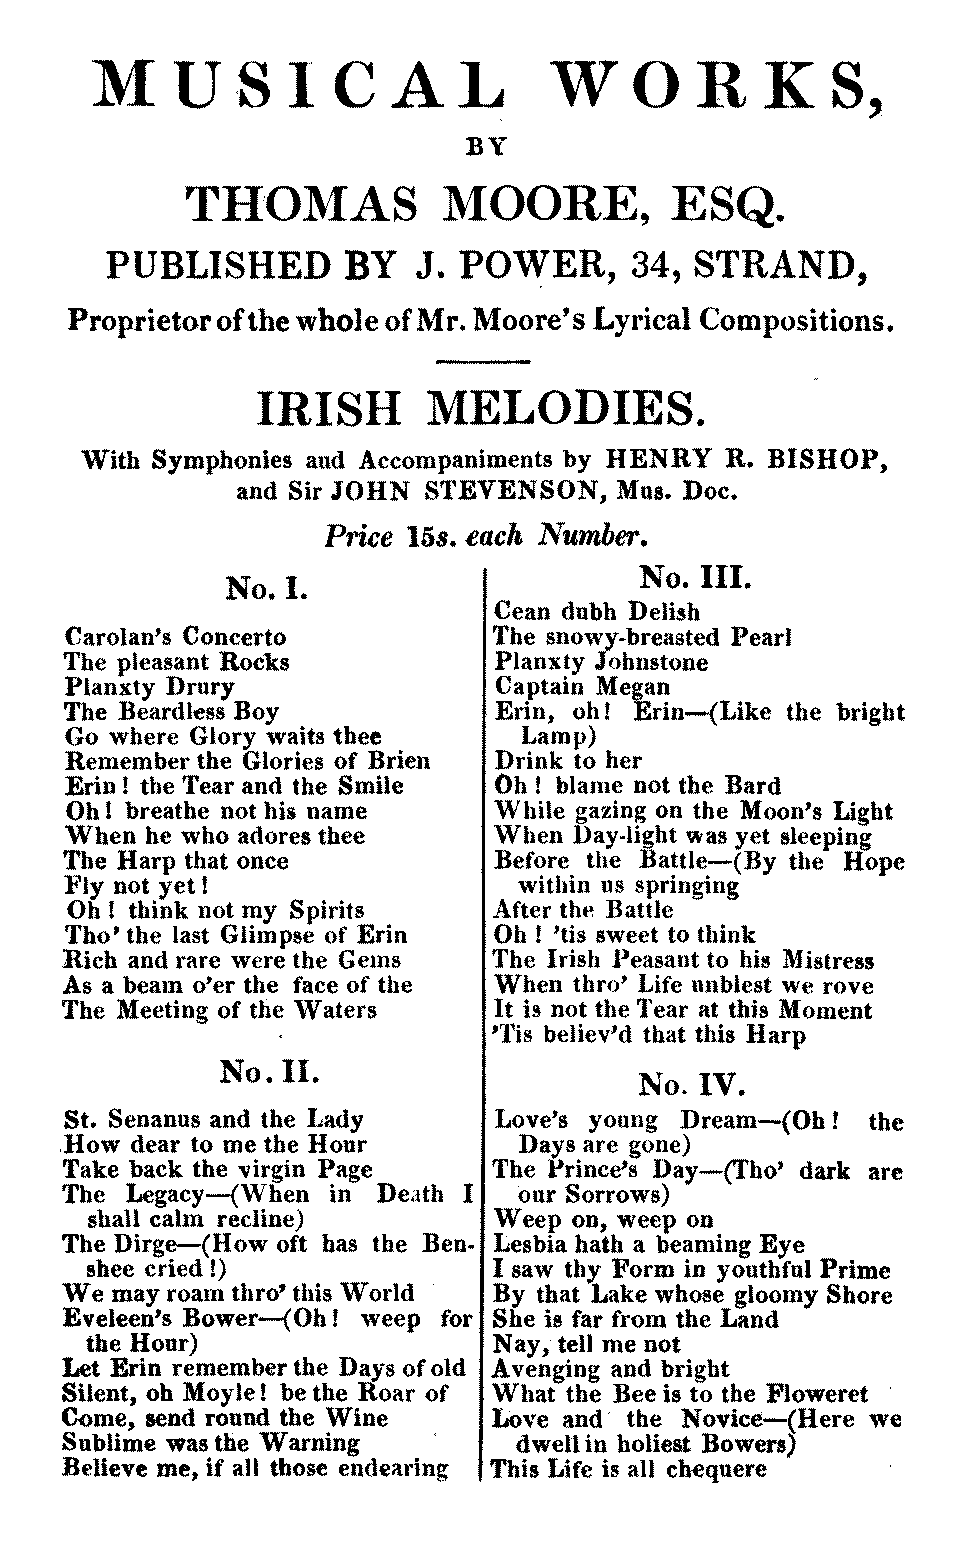 MUSICAL WORKS,
BY
THOMAS MOORE, ESQ.
PUBLISHED BY J. POWER, 34, STRAND,
Proprietor of the whole of Mr. Moore's Lyrical Compositions.
IRISH MELODIES.
With Symphonies and Accompaniments by HENRY R. BISHOP,
and Sir JOHN STEVENSON, Mus. Doc.
Price 15s. each Number.
No. I.
Carolan's Concerto
The pleasant Rocks
Planxty Drury
The Beardless Boy
Go where Glory waits thee
Remember the Glories of Brien
Erin! the Tear and the Smile
Oh! breathe not his name
When he who adores thee
The Harp that once
Fly not yet!
Oh! think not my Spirits
Tho' the last Glimpse of Erin
Rich and rare were the Gems
As a beam o'er the face of the
The Meeting of the Waters
No. II.
St. Senanus and the Lady
How dear to me the Hour
Take back the virgin Page
The Legacy—(When in Death I
shall calm recline)
The Dirge—(How oft has the Ben-
shee cried!)
We may roam thro' this World
Eveleen's Bower—(Oh! weep for
the Hour)
Let Erin remember the Days of old
Silent, oh Moyle! be the Roar of
Come, send round the Wine
Sublime was the Warning
Believe me, if all those endearing
No. III.
Cean dubh Delish
The snowy-breasted Pearl
Planxty Johnstone
Captain Megan
Erin, oh! Erin—(Like the bright
Lamp)
Drink to her
Oh! blame not the Bard
While gazing on the Moon's Light
When Day-light was yet sleeping
Before the Battle—(By the Hope
within us springing
After the Battle
Oh! 'tis sweet to think
The Irish Peasant to his Mistress
When thro' Life unblest we rove
It is not the Tear at this Moment
'Tis believ'd that this Harp
No. IV.
Love's young Dream—(Oh! the
Days are gone)
The Prince's Day—(Tho' dark are
our Sorrows)
Weep on, weep on
Lesbia hath a beaming Eye
I saw thy Form in youthful Prime
By that Lake whose gloomy Shore
She is far from the Land
Nay, tell me not
Avenging and bright
What the Bee is to the Floweret
Love and the Novice—(Here we
dwell in holiest Bowers)
This Life is all chequere